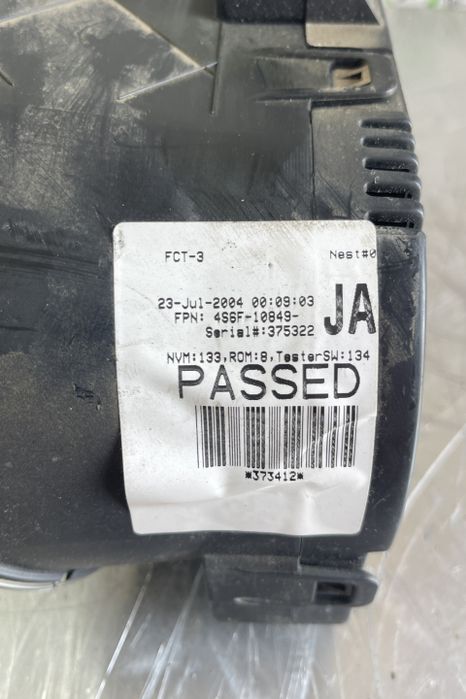 FCT-3 Nest#0
23-Jul-2004 00:09:03
FPN: 4S6F-10849- JA
Serial#:375322
NVM:133,ROM:8,TesterSW:134
PASSED
*373412*